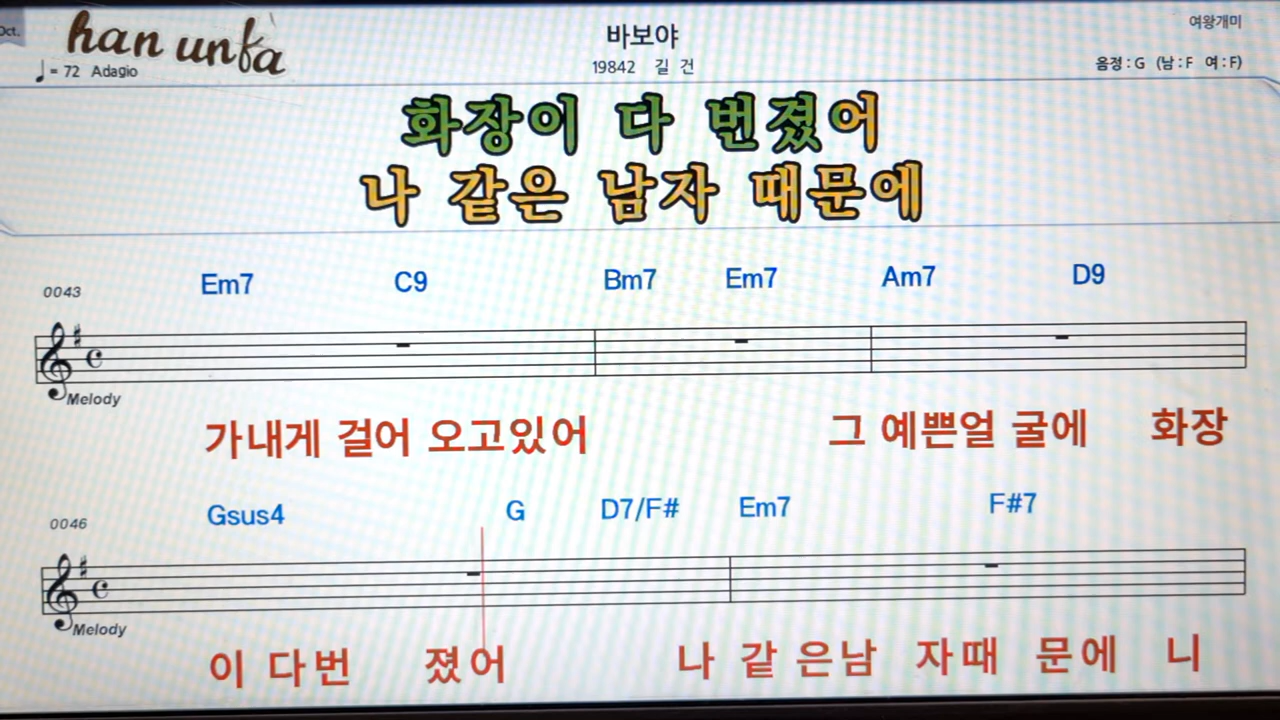 Oct.
han unfa
바보야
여왕개미
♩= 72 Adagio
19842 길 건
음정 : G (남 : F 여 : F)
화장이 다 번졌어
나 같은 남자 때문에
Em7 C9 Bm7 Em7 Am7 D9
0043
Melody
가내게 걸어 오고있어 그 예쁜얼 굴에 화장
Gsus4 G D7/F# Em7 F#7
0046
Melody
이 다번 졌어 나 같 은남 자때 문에 니